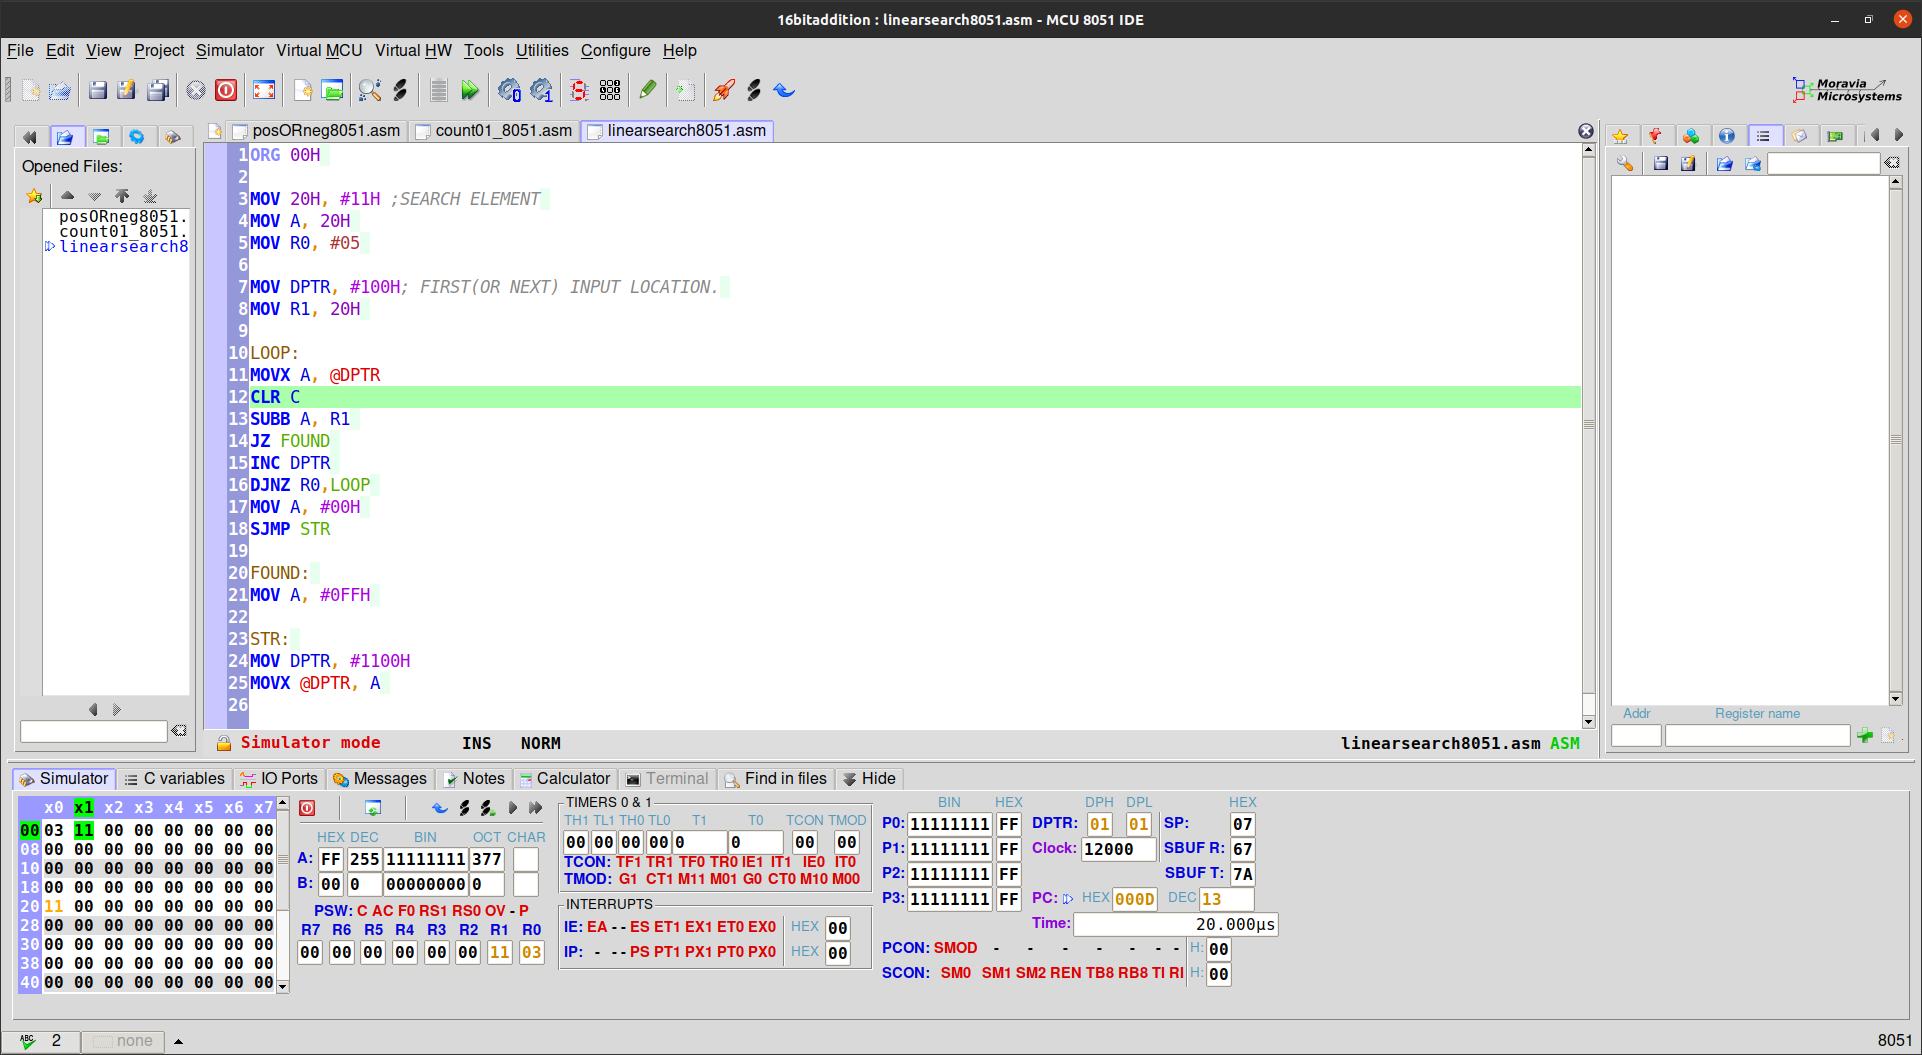 16bitaddition : linearsearch8051.asm - MCU 8051 IDE
File Edit View Project Simulator Virtual MCU Virtual HW Tools Utilities Configure Help
Moravia Microsystems
posORneg8051.asm count01_8051.asm linearsearch8051.asm
Opened Files:
posORneg8051.
count01_8051.
linearsearch8
1 ORG 00H
2
3 MOV 20H, #11H ;SEARCH ELEMENT
4 MOV A, 20H
5 MOV R0, #05
6
7 MOV DPTR, #100H; FIRST(OR NEXT) INPUT LOCATION.
8 MOV R1, 20H
9
10 LOOP:
11 MOVX A, @DPTR
12 CLR C
13 SUBB A, R1
14 JZ FOUND
15 INC DPTR
16 DJNZ R0,LOOP
17 MOV A, #00H
18 SJMP STR
19
20 FOUND:
21 MOV A, #0FFH
22
23 STR:
24 MOV DPTR, #1100H
25 MOVX @DPTR, A
26
Addr Register name
Simulator mode INS NORM linearsearch8051.asm ASM
Simulator C variables IO Ports Messages Notes Calculator Terminal Find in files Hide
x0 x1 x2 x3 x4 x5 x6 x7
00 03 11 00 00 00 00 00 00
08 00 00 00 00 00 00 00 00
10 00 00 00 00 00 00 00 00
18 00 00 00 00 00 00 00 00
20 11 00 00 00 00 00 00 00
28 00 00 00 00 00 00 00 00
30 00 00 00 00 00 00 00 00
38 00 00 00 00 00 00 00 00
40 00 00 00 00 00 00 00 00
HEX DEC BIN OCT CHAR
A: FF 255 11111111 377
B: 00 0 00000000 0
PSW: C AC F0 RS1 RS0 OV - P
R7 R6 R5 R4 R3 R2 R1 R0
00 00 00 00 00 00 11 03
TIMERS 0 & 1
TH1 TL1 TH0 TL0 T1 T0 TCON TMOD
00 00 00 00 0 0 00 00
TCON: TF1 TR1 TF0 TR0 IE1 IT1 IE0 IT0
TMOD: G1 CT1 M11 M01 G0 CT0 M10 M00
INTERRUPTS
IE: EA - - ES ET1 EX1 ET0 EX0 HEX 00
IP: - - - PS PT1 PX1 PT0 PX0 HEX 00
BIN HEX DPH DPL HEX
P0: 11111111 FF DPTR: 01 01 SP: 07
P1: 11111111 FF Clock: 12000 SBUF R: 67
P2: 11111111 FF SBUF T: 7A
P3: 11111111 FF PC: HEX 000D DEC 13
Time: 20.000µs
PCON: SMOD - - - - - - - H: 00
SCON: SM0 SM1 SM2 REN TB8 RB8 TI RI H: 00
ABC 2 none 8051